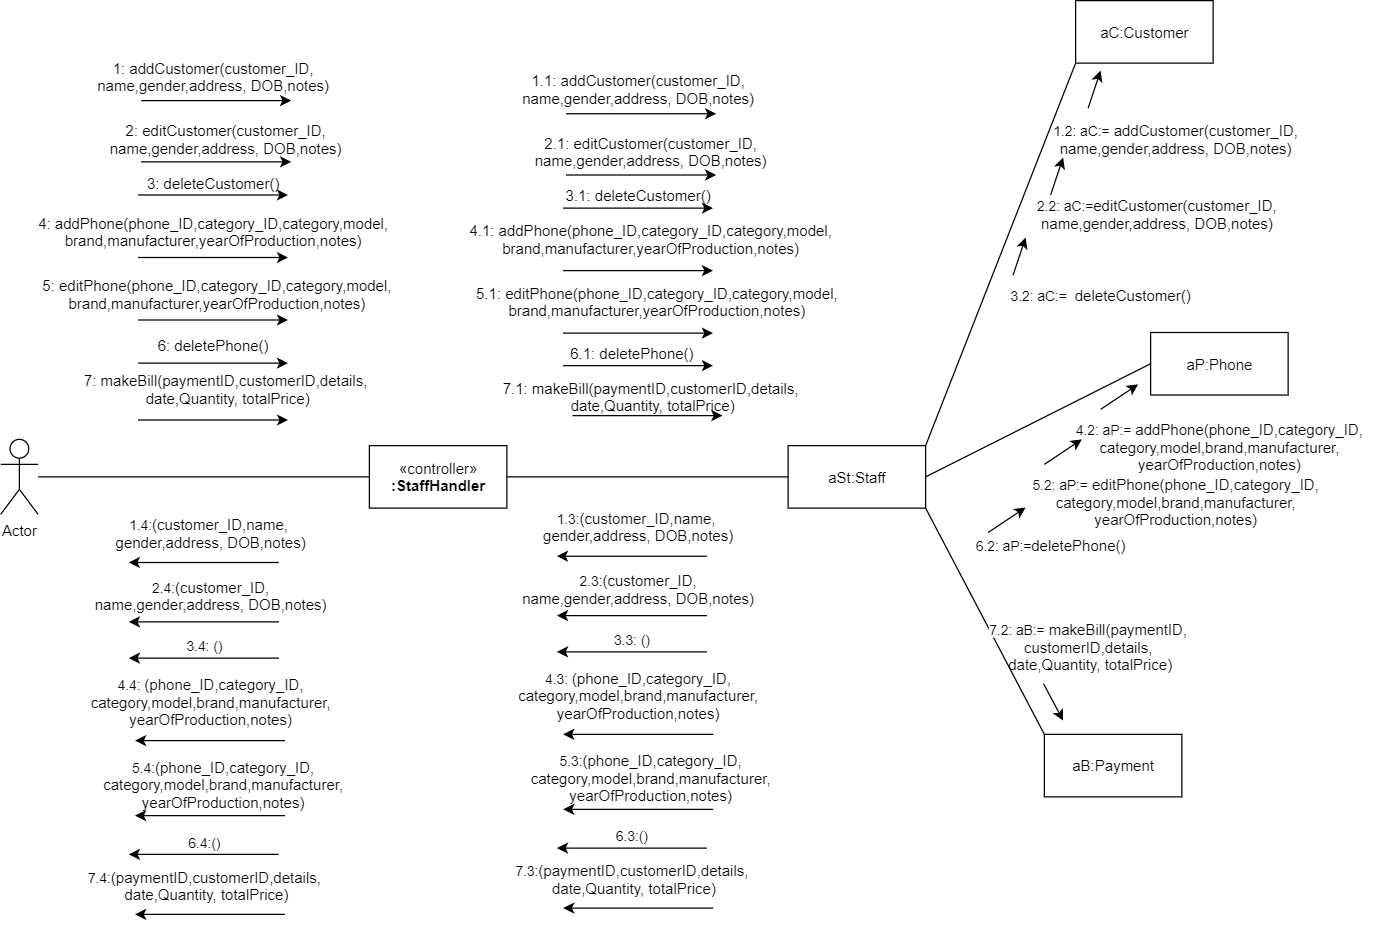 aC:Customer
1: addCustomer(customer_ID,
name,gender,address, DOB,notes)
2: editCustomer(customer_ID,
name,gender,address, DOB,notes)
3: deleteCustomer()
4: addPhone(phone_ID,category_ID,category,model,
brand,manufacturer,yearOfProduction,notes)
5: editPhone(phone_ID,category_ID,category,model,
brand,manufacturer,yearOfProduction,notes)
6: deletePhone()
7: makeBill(paymentID,customerID,details,
date,Quantity, totalPrice)
1.1: addCustomer(customer_ID,
name,gender,address, DOB,notes)
2.1: editCustomer(customer_ID,
name,gender,address, DOB,notes)
3.1: deleteCustomer()
4.1: addPhone(phone_ID,category_ID,category,model,
brand,manufacturer,yearOfProduction,notes)
5.1: editPhone(phone_ID,category_ID,category,model,
brand,manufacturer,yearOfProduction,notes)
6.1: deletePhone()
7.1: makeBill(paymentID,customerID,details,
date,Quantity, totalPrice)
1.2: aC:= addCustomer(customer_ID,
name,gender,address, DOB,notes)
2.2: aC:=editCustomer(customer_ID,
name,gender,address, DOB,notes)
3.2: aC:= deleteCustomer()
aP:Phone
4.2: aP:= addPhone(phone_ID,category_ID,
category,model,brand,manufacturer,
yearOfProduction,notes)
5.2: aP:= editPhone(phone_ID,category_ID,
category,model,brand,manufacturer,
yearOfProduction,notes)
6.2: aP:=deletePhone()
Actor
«controller»
:StaffHandler
aSt:Staff
1.4:(customer_ID,name,
gender,address, DOB,notes)
2.4:(customer_ID,
name,gender,address, DOB,notes)
3.4: ()
4.4: (phone_ID,category_ID,
category,model,brand,manufacturer,
yearOfProduction,notes)
5.4:(phone_ID,category_ID,
category,model,brand,manufacturer,
yearOfProduction,notes)
6.4:()
7.4:(paymentID,customerID,details,
date,Quantity, totalPrice)
1.3:(customer_ID,name,
gender,address, DOB,notes)
2.3:(customer_ID,
name,gender,address, DOB,notes)
3.3: ()
4.3: (phone_ID,category_ID,
category,model,brand,manufacturer,
yearOfProduction,notes)
5.3:(phone_ID,category_ID,
category,model,brand,manufacturer,
yearOfProduction,notes)
6.3:()
7.3:(paymentID,customerID,details,
date,Quantity, totalPrice)
7.2: aB:= makeBill(paymentID,
customerID,details,
date,Quantity, totalPrice)
aB:Payment